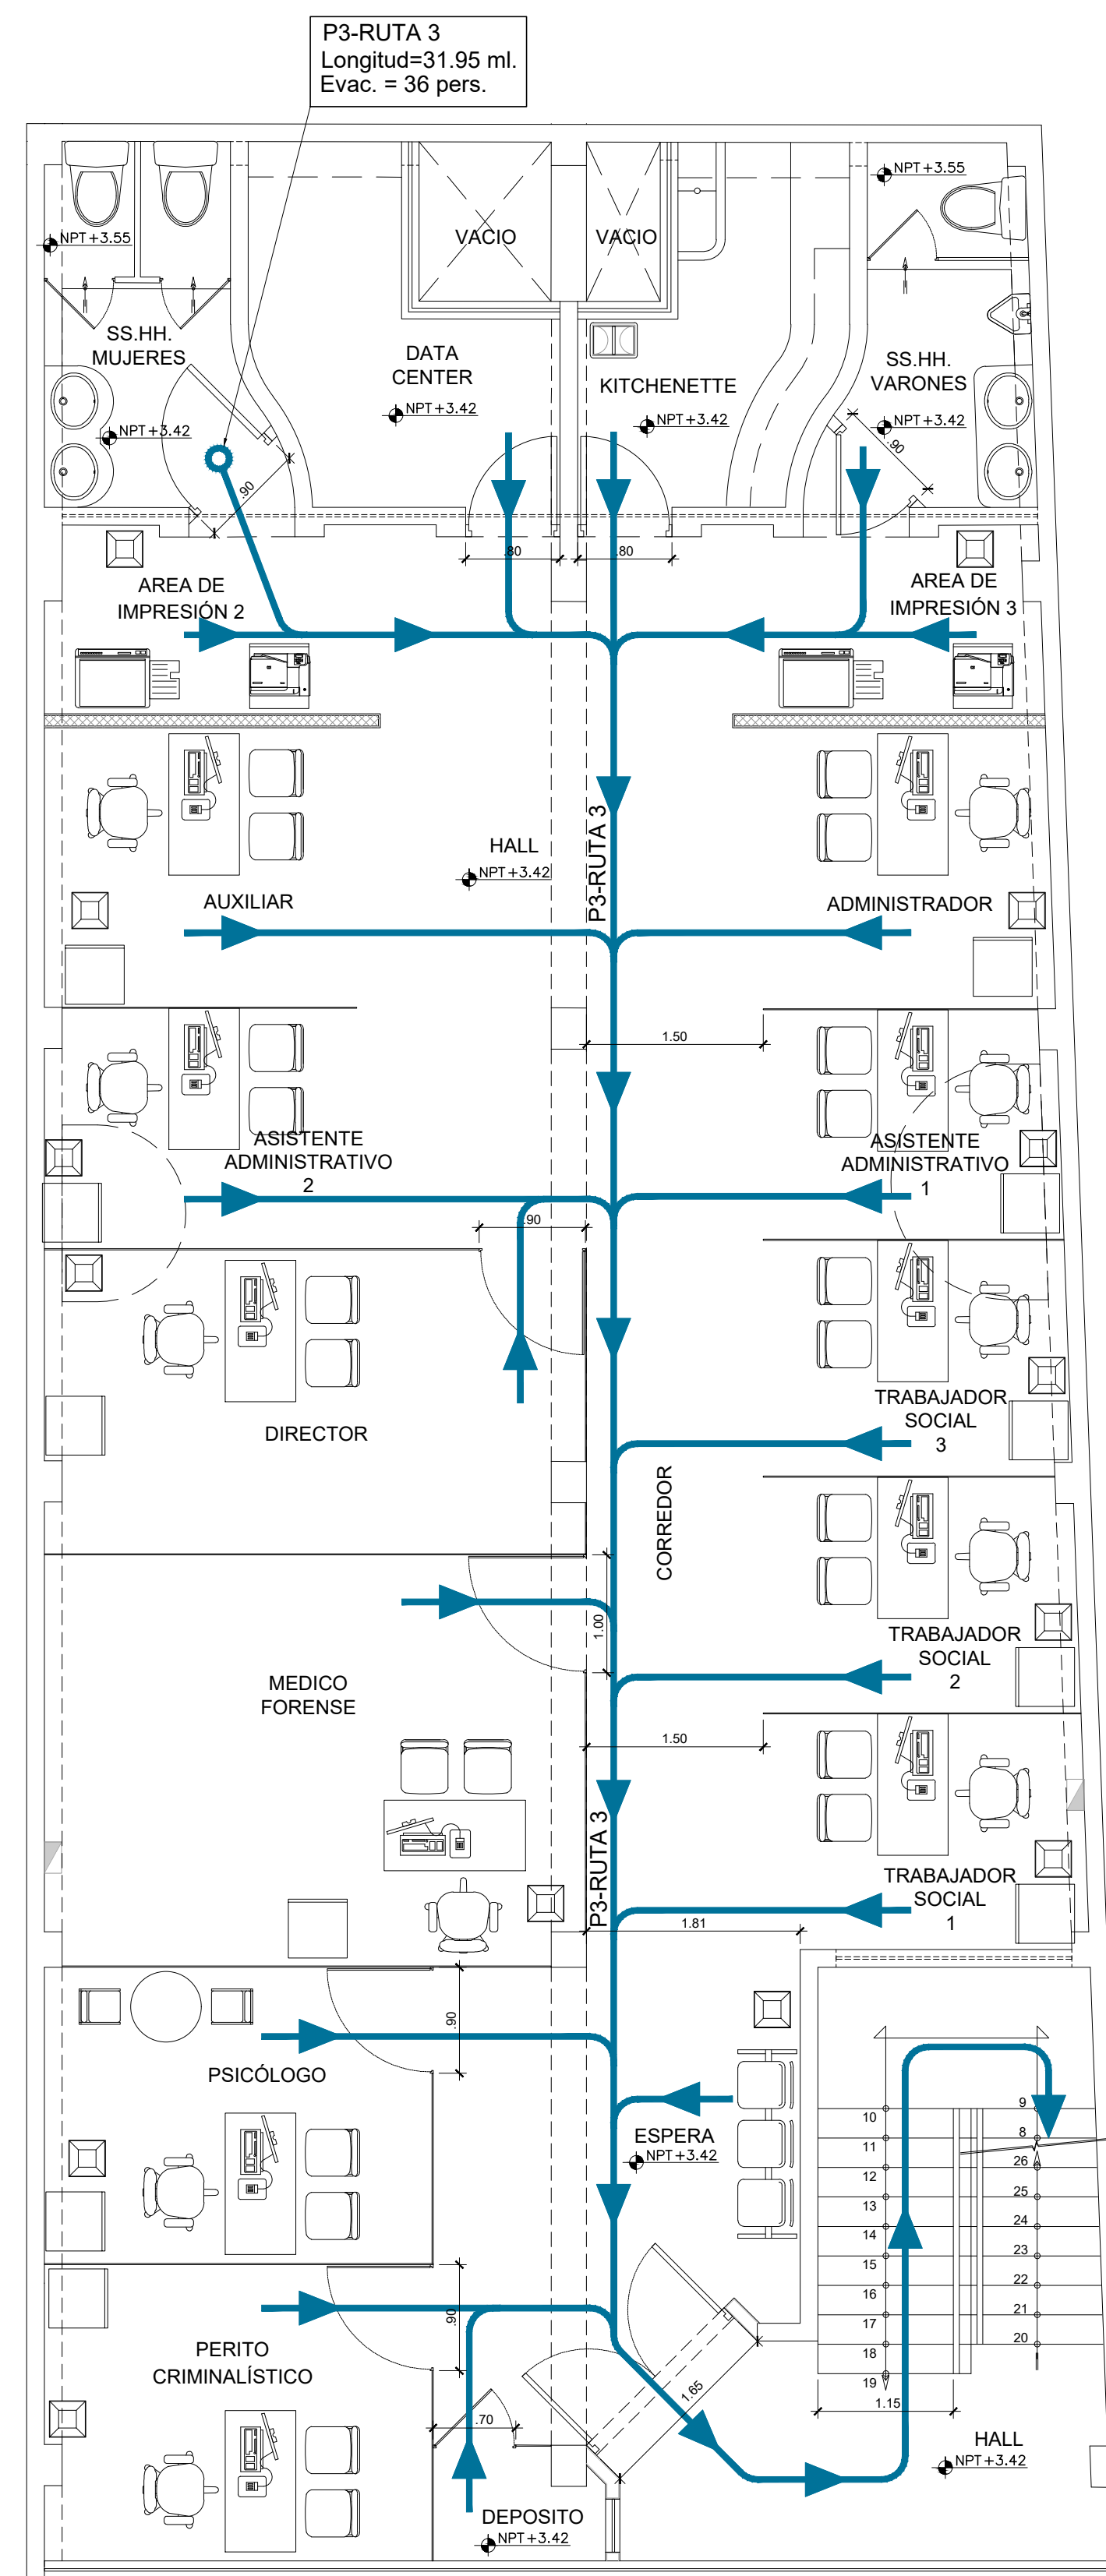 P3-RUTA 3
Longitud=31.95 ml.
Evac. = 36 pers.
NPT+3.55
NPT+3.55
VACIO
VACIO
SS.HH.
MUJERES
NPT+3.42
DATA
CENTER
NPT+3.42
KITCHENETTE
NPT+3.42
SS.HH.
VARONES
NPT+3.42
.90
.90
.80
.80
AREA DE
IMPRESIÓN 2
AREA DE
IMPRESIÓN 3
HALL
NPT+3.42
P3-RUTA 3
AUXILIAR
ADMINISTRADOR
1.50
ASISTENTE
ADMINISTRATIVO
2
ASISTENTE
ADMINISTRATIVO
1
.90
DIRECTOR
TRABAJADOR
SOCIAL
3
CORREDOR
1.00
MEDICO
FORENSE
TRABAJADOR
SOCIAL
2
1.50
P3-RUTA 3
TRABAJADOR
SOCIAL
1
1.81
.90
PSICÓLOGO
ESPERA
NPT+3.42
10
11
12
13
14
15
16
17
18
19
9
8
26
25
24
23
22
21
20
.90
PERITO
CRIMINALÍSTICO
1.65
1.15
.70
HALL
NPT+3.42
DEPOSITO
NPT+3.42